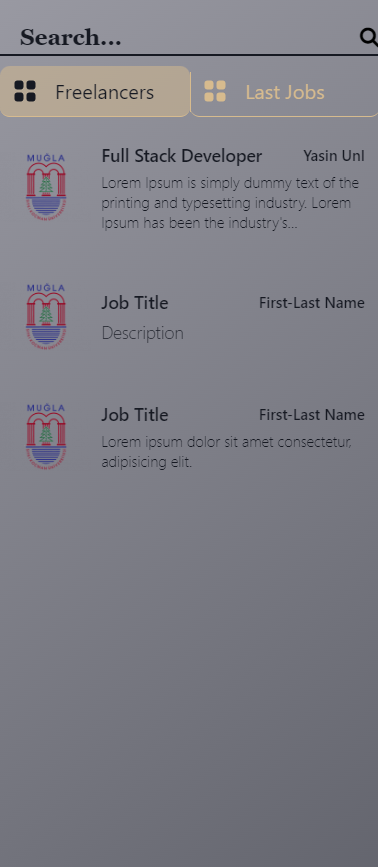 Search...
Freelancers
Last Jobs
MUĞLA
Full Stack Developer
Yasin Unl
Lorem Ipsum is simply dummy text of the
printing and typesetting industry. Lorem
Ipsum has been the industry's...
MUĞLA
Job Title
First-Last Name
Description
MUĞLA
Job Title
First-Last Name
Lorem ipsum dolor sit amet consectetur,
adipisicing elit.